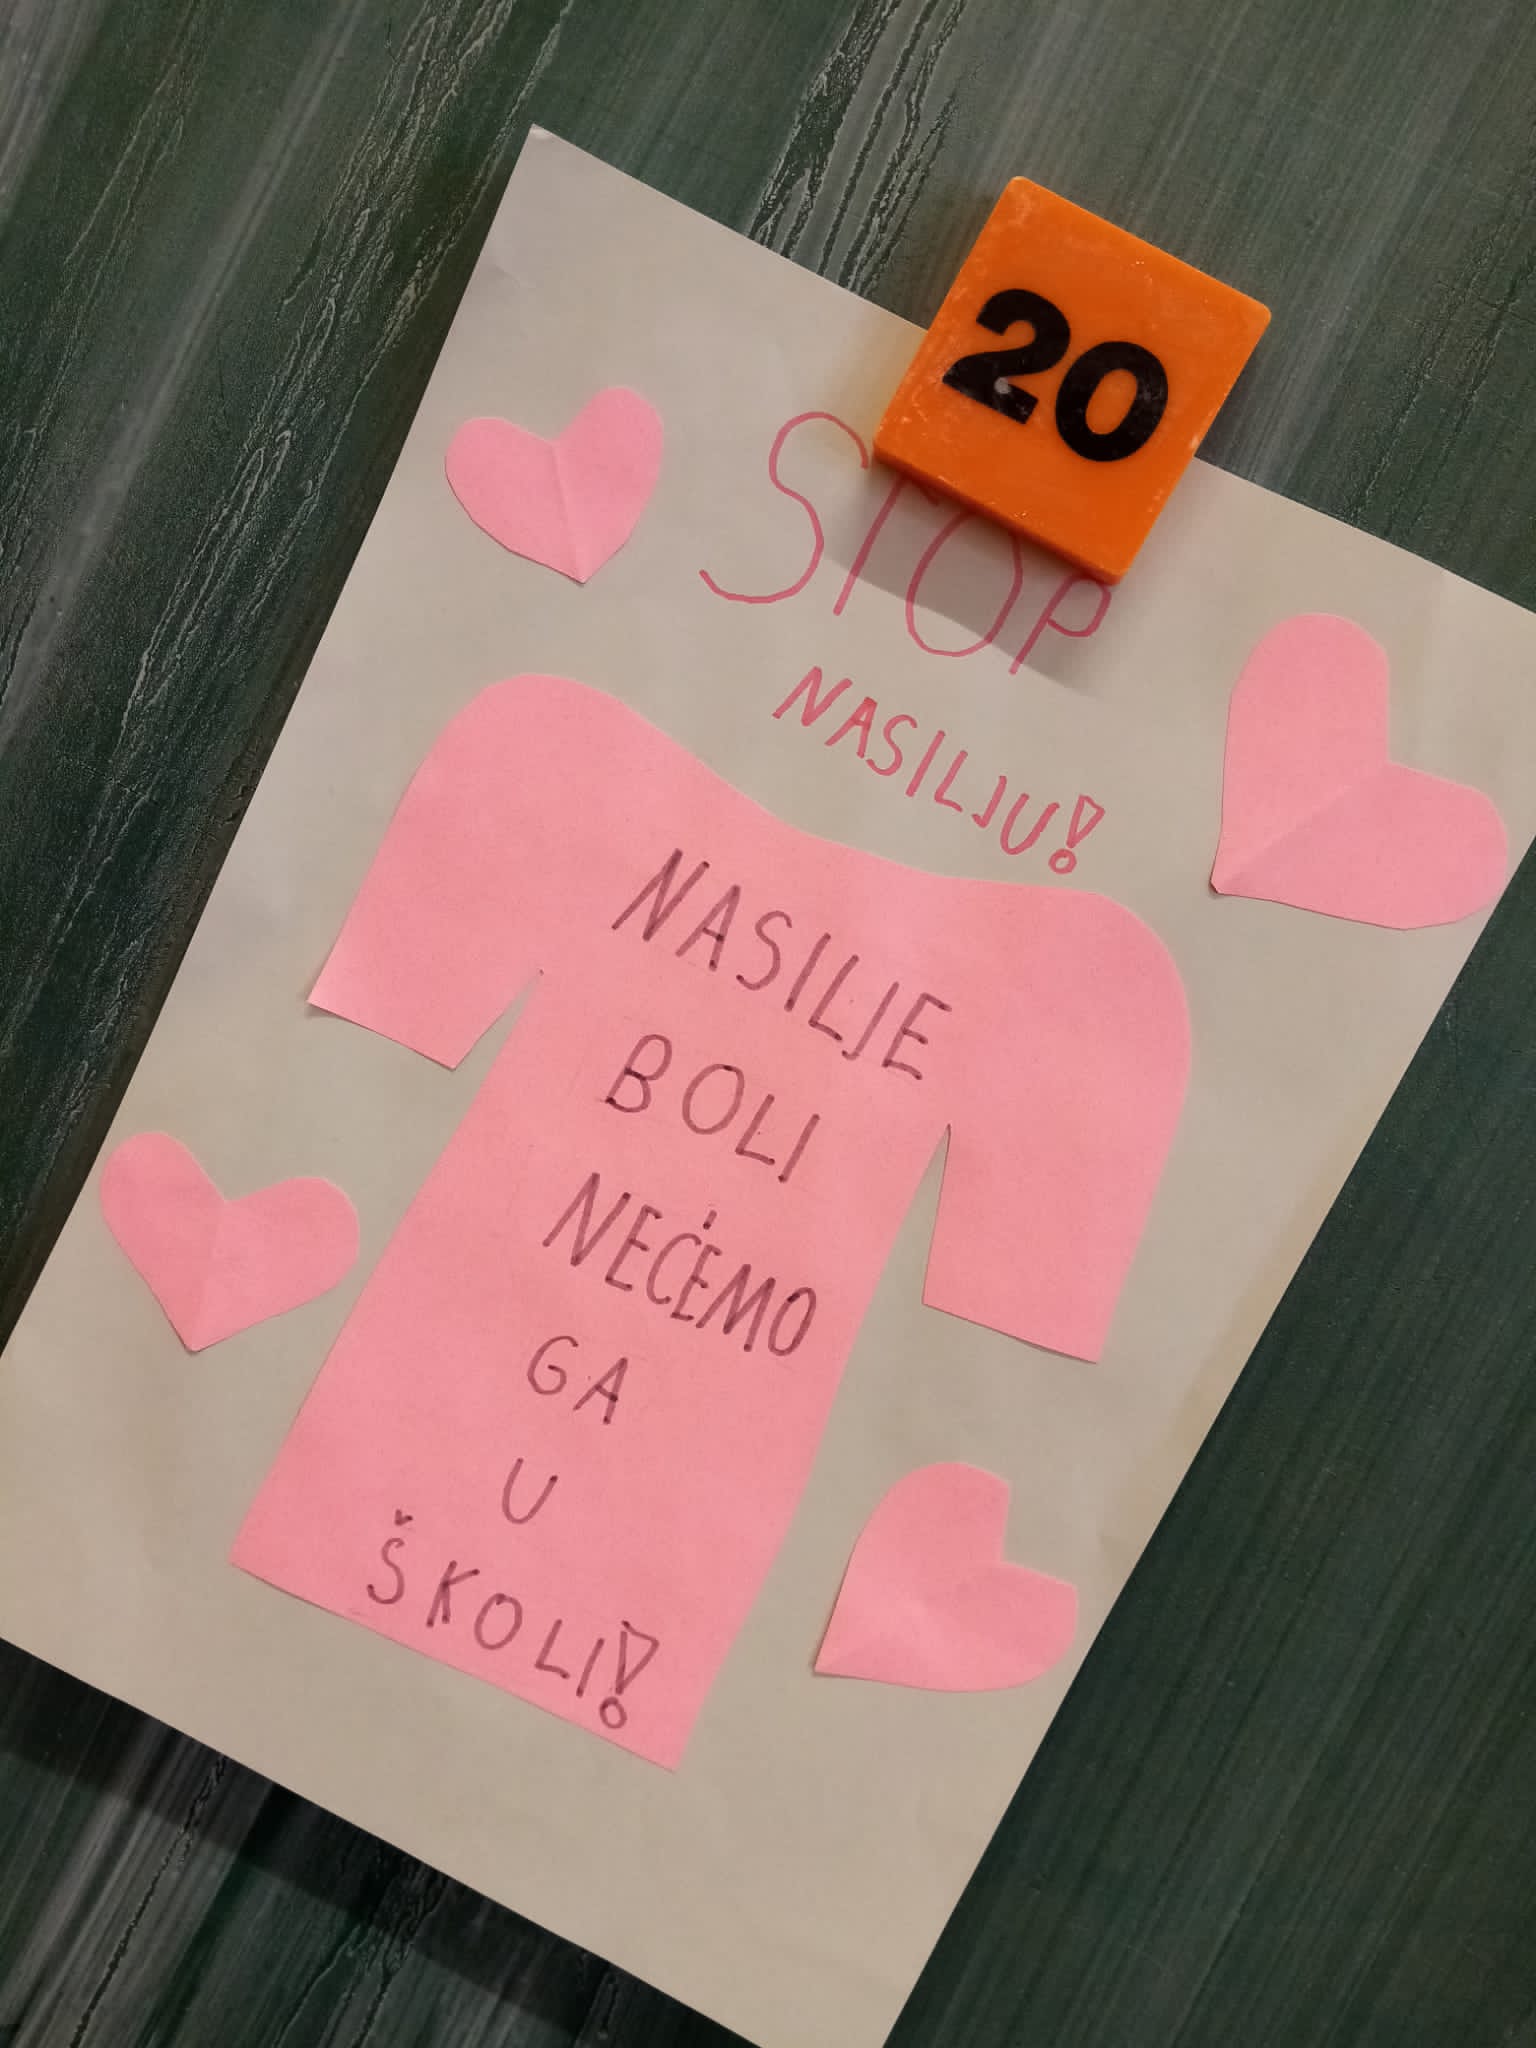 20
STOP
NASILJU!
NASILJE
BOLI
NEĆEMO
GA
U
ŠKOLI!